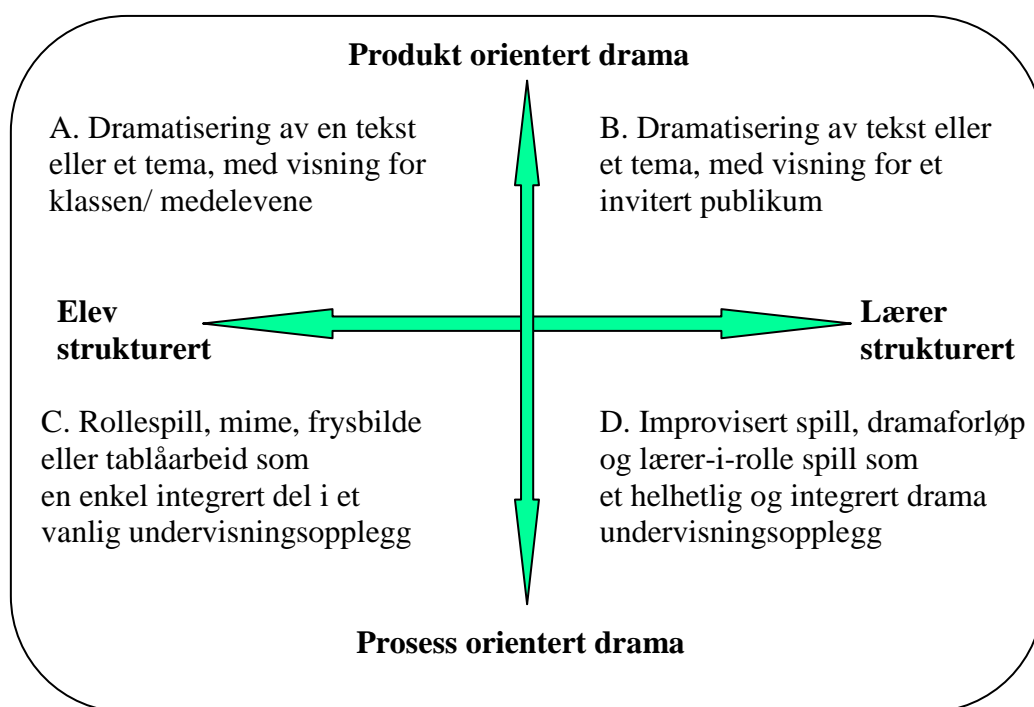 Produkt orientert drama
A. Dramatisering av en tekst
eller et tema, med visning for
klassen/ medelevene
B. Dramatisering av tekst eller
et tema, med visning for et
invitert publikum
Elev
strukturert
Lærer
strukturert
C. Rollespill, mime, frysbilde
eller tablåarbeid som
en enkel integrert del i et
vanlig undervisningsopplegg
D. Improvisert spill, dramaforløp
og lærer-i-rolle spill som
et helhetlig og integrert drama
undervisningsopplegg
Prosess orientert drama